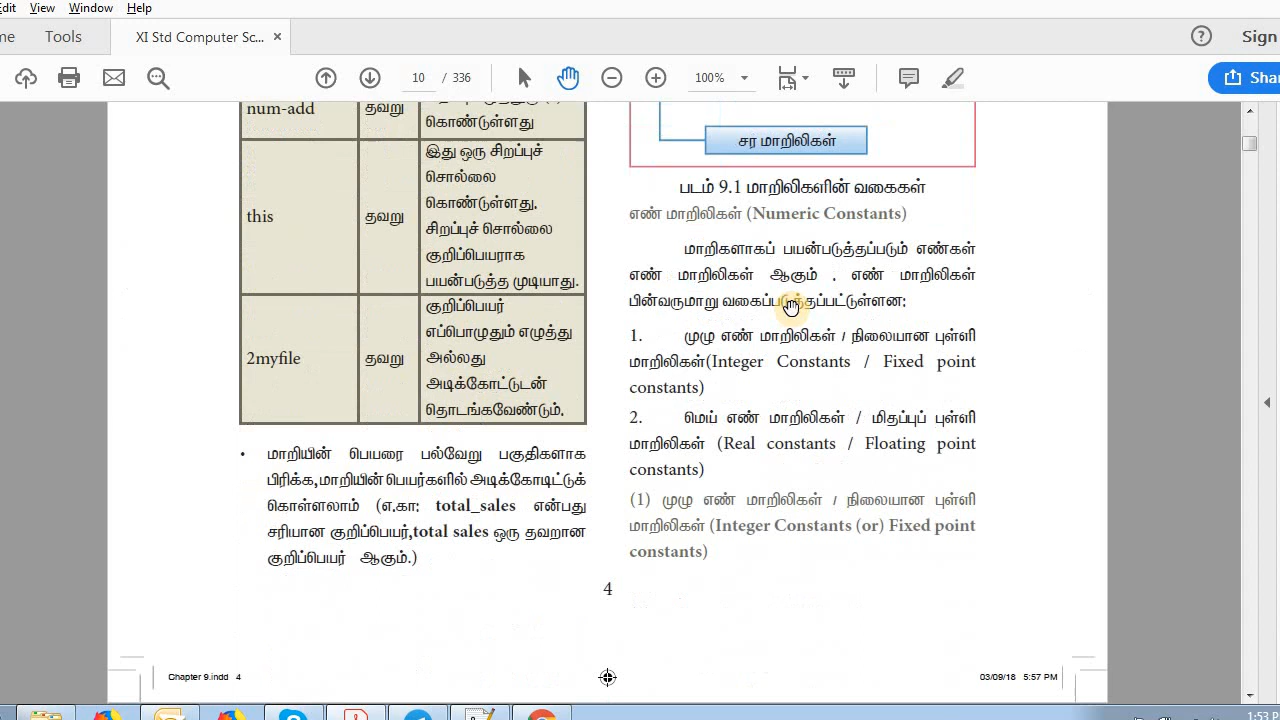 Edit View Window Help
Tools XI Std Computer Sc... × ? Sign
10 / 336 100%
num-add தவறு
கொண்டுள்ளது
this தவறு
இது ஒரு சிறப்புச்
சொல்லை
கொண்டுள்ளது.
சிறப்புச் சொல்லை
குறிப்பெயராக
பயன்படுத்த முடியாது.
2myfile தவறு
குறிப்பெயர்
எப்பொழுதும் எழுத்து
அல்லது
அடிக்கோட்டுடன்
தொடங்கவேண்டும்.
• மாறியின் பெயரை பல்வேறு பகுதிகளாக
பிரிக்க,மாறியின் பெயர்களில் அடிக்கோடிட்டுக்
கொள்ளலாம் (எ.கா: total_sales என்பது
சரியான குறிப்பெயர்,total sales ஒரு தவறான
குறிப்பெயர் ஆகும்.)
சர மாறிலிகள்
படம் 9.1 மாறிலிகளின் வகைகள்
எண் மாறிலிகள் (Numeric Constants)
மாறிகளாகப் பயன்படுத்தப்படும் எண்கள்
எண் மாறிலிகள் ஆகும் . எண் மாறிலிகள்
பின்வருமாறு வகைப்படுத்தப்பட்டுள்ளன:
1. முழு எண் மாறிலிகள் / நிலையான புள்ளி
மாறிலிகள்(Integer Constants / Fixed point
constants)
2. மெய் எண் மாறிலிகள் / மிதப்புப் புள்ளி
மாறிலிகள் (Real constants / Floating point
constants)
(1) முழு எண் மாறிலிகள் / நிலையான புள்ளி
மாறிலிகள் (Integer Constants (or) Fixed point
constants)
4
Chapter 9.indd 4 03/09/18 5:57 PM